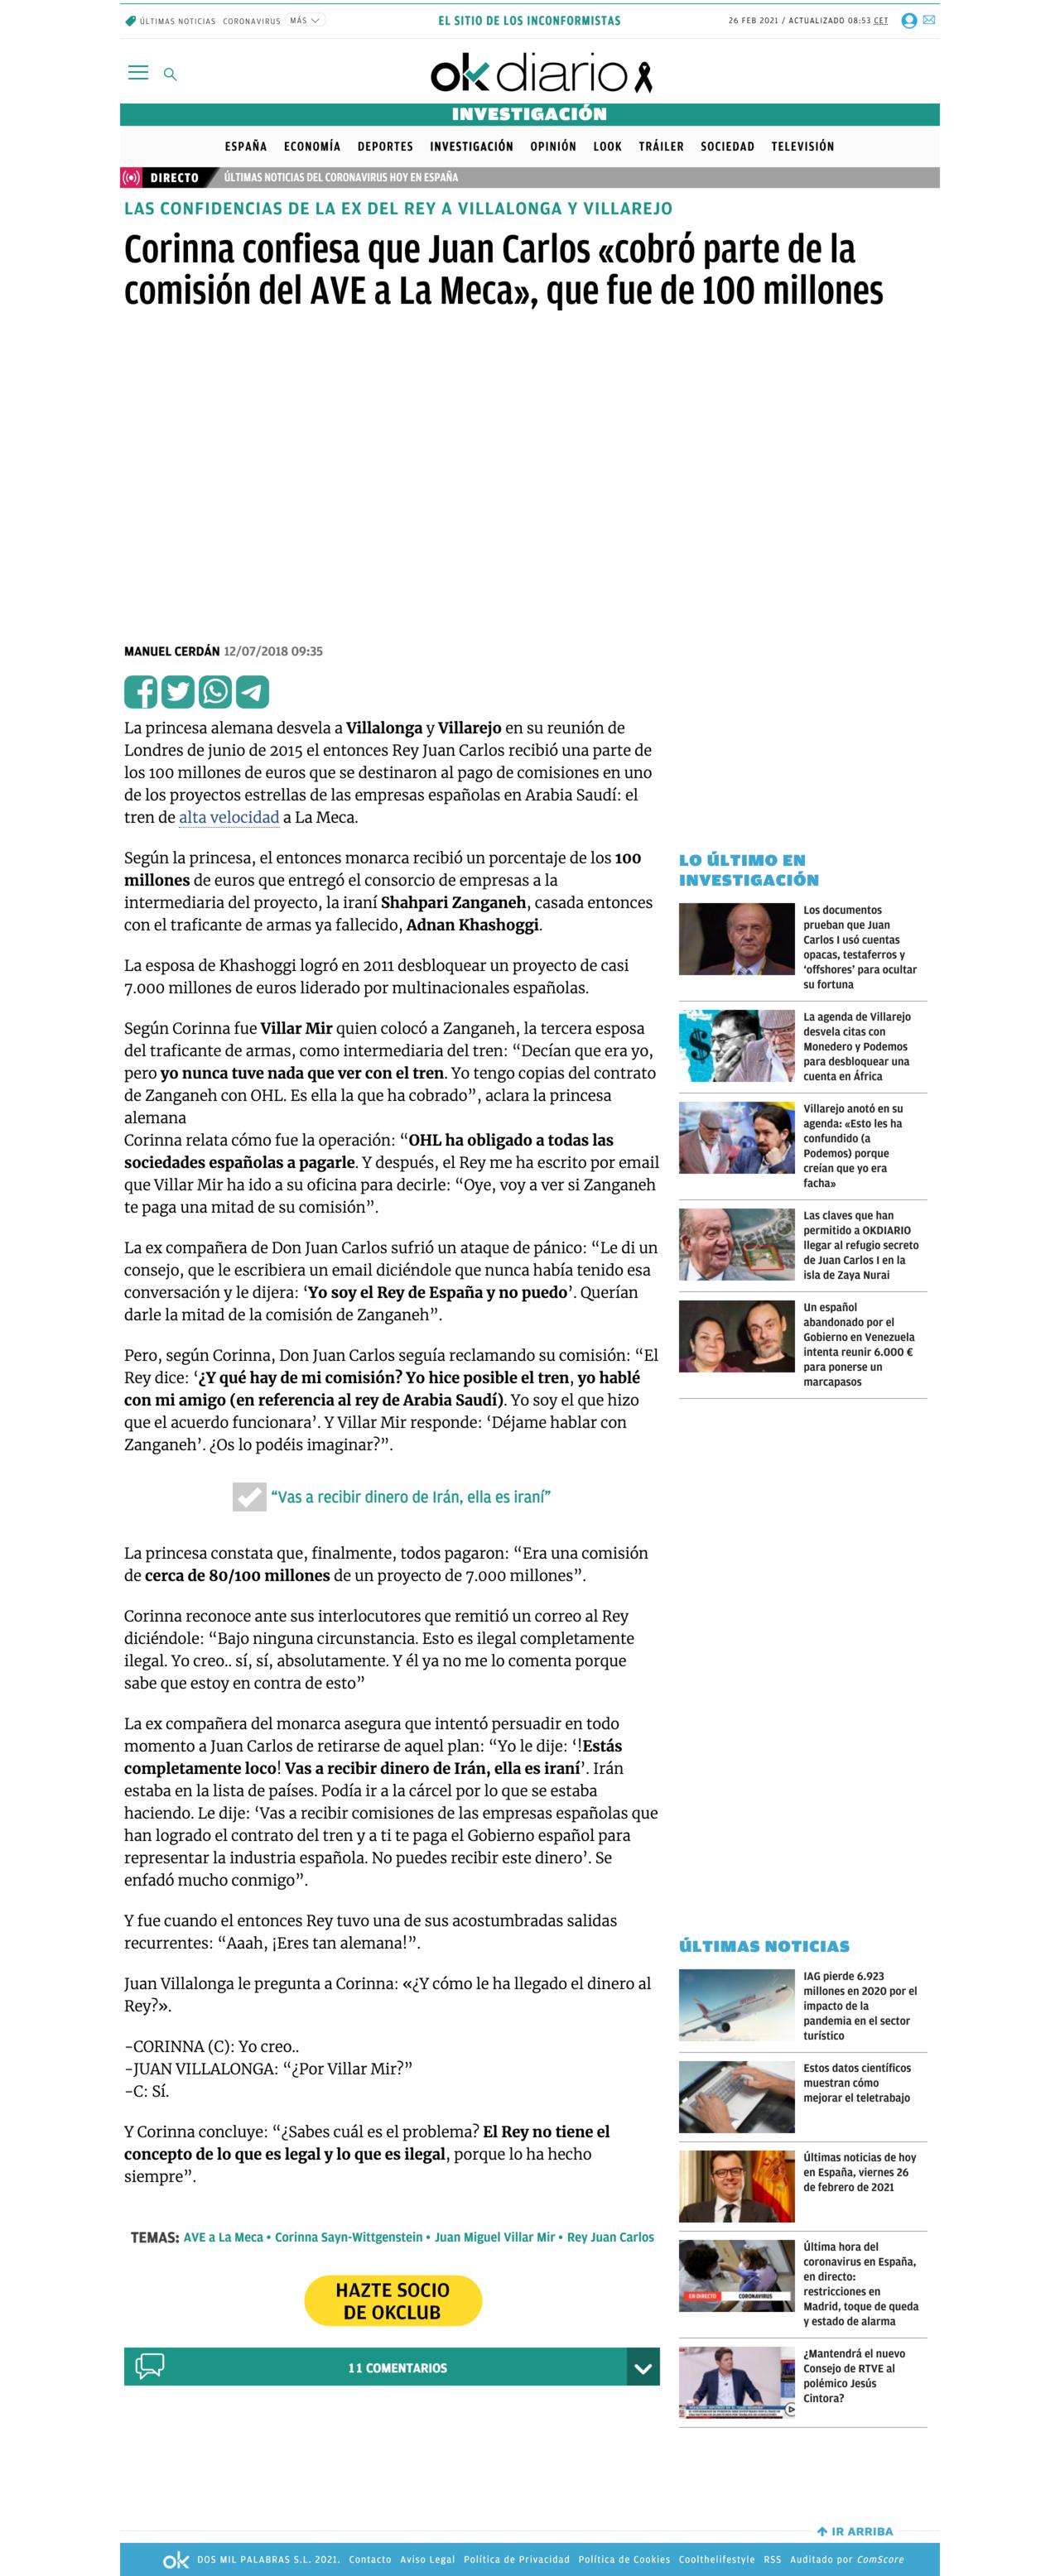 ÚLTIMAS NOTICIAS CORONAVIRUS MÁS
EL SITIO DE LOS INCONFORMISTAS
26 FEB 2021 / ACTUALIZADO 08:53 CET
okdiario
INVESTIGACIÓN
ESPAÑA ECONOMÍA DEPORTES INVESTIGACIÓN OPINIÓN LOOK TRÁILER SOCIEDAD TELEVISIÓN
DIRECTO ÚLTIMAS NOTICIAS DEL CORONAVIRUS HOY EN ESPAÑA
LAS CONFIDENCIAS DE LA EX DEL REY A VILLALONGA Y VILLAREJO
Corinna confiesa que Juan Carlos «cobró parte de la
comisión del AVE a La Meca», que fue de 100 millones
MANUEL CERDÁN 12/07/2018 09:35
La princesa alemana desvela a Villalonga y Villarejo en su reunión de
Londres de junio de 2015 el entonces Rey Juan Carlos recibió una parte de
los 100 millones de euros que se destinaron al pago de comisiones en uno
de los proyectos estrellas de las empresas españolas en Arabia Saudí: el
tren de alta velocidad a La Meca.
Según la princesa, el entonces monarca recibió un porcentaje de los 100
millones de euros que entregó el consorcio de empresas a la
intermediaria del proyecto, la iraní Shahpari Zanganeh, casada entonces
con el traficante de armas ya fallecido, Adnan Khashoggi.
La esposa de Khashoggi logró en 2011 desbloquear un proyecto de casi
7.000 millones de euros liderado por multinacionales españolas.
Según Corinna fue Villar Mir quien colocó a Zanganeh, la tercera esposa
del traficante de armas, como intermediaria del tren: “Decían que era yo,
pero yo nunca tuve nada que ver con el tren. Yo tengo copias del contrato
de Zanganeh con OHL. Es ella la que ha cobrado”, aclara la princesa
alemana
Corinna relata cómo fue la operación: “OHL ha obligado a todas las
sociedades españolas a pagarle. Y después, el Rey me ha escrito por email
que Villar Mir ha ido a su oficina para decirle: “Oye, voy a ver si Zanganeh
te paga una mitad de su comisión”.
La ex compañera de Don Juan Carlos sufrió un ataque de pánico: “Le di un
consejo, que le escribiera un email diciéndole que nunca había tenido esa
conversación y le dijera: ‘Yo soy el Rey de España y no puedo’. Querían
darle la mitad de la comisión de Zanganeh”.
Pero, según Corinna, Don Juan Carlos seguía reclamando su comisión: “El
Rey dice: ‘¿Y qué hay de mi comisión? Yo hice posible el tren, yo hablé
con mi amigo (en referencia al rey de Arabia Saudí). Yo soy el que hizo
que el acuerdo funcionara’. Y Villar Mir responde: ‘Déjame hablar con
Zanganeh’. ¿Os lo podéis imaginar?”.
“Vas a recibir dinero de Irán, ella es iraní”
La princesa constata que, finalmente, todos pagaron: “Era una comisión
de cerca de 80/100 millones de un proyecto de 7.000 millones”.
Corinna reconoce ante sus interlocutores que remitió un correo al Rey
diciéndole: “Bajo ninguna circunstancia. Esto es ilegal completamente
ilegal. Yo creo.. sí, sí, absolutamente. Y él ya no me lo comenta porque
sabe que estoy en contra de esto”
La ex compañera del monarca asegura que intentó persuadir en todo
momento a Juan Carlos de retirarse de aquel plan: “Yo le dije: ‘!Estás
completamente loco! Vas a recibir dinero de Irán, ella es iraní’. Irán
estaba en la lista de países. Podía ir a la cárcel por lo que se estaba
haciendo. Le dije: ‘Vas a recibir comisiones de las empresas españolas que
han logrado el contrato del tren y a ti te paga el Gobierno español para
representar la industria española. No puedes recibir este dinero’. Se
enfadó mucho conmigo”.
Y fue cuando el entonces Rey tuvo una de sus acostumbradas salidas
recurrentes: “Aaah, ¡Eres tan alemana!”.
Juan Villalonga le pregunta a Corinna: «¿Y cómo le ha llegado el dinero al
Rey?».
-CORINNA (C): Yo creo..
-JUAN VILLALONGA: “¿Por Villar Mir?”
-C: Sí.
Y Corinna concluye: “¿Sabes cuál es el problema? El Rey no tiene el
concepto de lo que es legal y lo que es ilegal, porque lo ha hecho
siempre”.
TEMAS: AVE a La Meca • Corinna Sayn-Wittgenstein • Juan Miguel Villar Mir • Rey Juan Carlos
HAZTE SOCIO
DE OKCLUB
11 COMENTARIOS
LO ÚLTIMO EN
INVESTIGACIÓN
Los documentos
prueban que Juan
Carlos I usó cuentas
opacas, testaferros y
‘offshores’ para ocultar
su fortuna
La agenda de Villarejo
desvela citas con
Monedero y Podemos
para desbloquear una
cuenta en África
Villarejo anotó en su
agenda: «Esto les ha
confundido (a
Podemos) porque
creían que yo era
facha»
Las claves que han
permitido a OKDIARIO
llegar al refugio secreto
de Juan Carlos I en la
isla de Zaya Nurai
Un español
abandonado por el
Gobierno en Venezuela
intenta reunir 6.000 €
para ponerse un
marcapasos
ÚLTIMAS NOTICIAS
IAG pierde 6.923
millones en 2020 por el
impacto de la
pandemia en el sector
turístico
Estos datos científicos
muestran cómo
mejorar el teletrabajo
Últimas noticias de hoy
en España, viernes 26
de febrero de 2021
EN DIRECTO CORONAVIRUS
Última hora del
coronavirus en España,
en directo:
restricciones en
Madrid, toque de queda
y estado de alarma
¿Mantendrá el nuevo
Consejo de RTVE al
polémico Jesús
Cintora?
IR ARRIBA
ok DOS MIL PALABRAS S.L. 2021. Contacto Aviso Legal Política de Privacidad Política de Cookies Coolthelifestyle RSS Auditado por ComScore